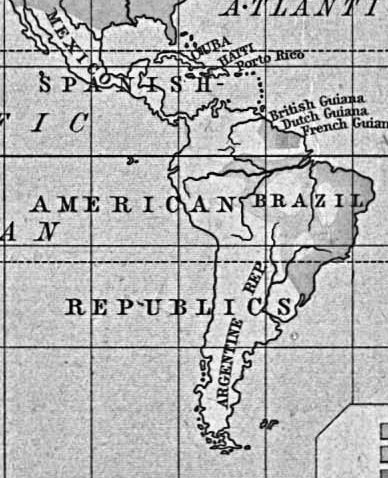 ATLANTI
MEXICO
CUBA
HAITI
Porto Rico
SPANISH-
FIC
British Guiana
Dutch Guiana
French Guian
AMERICAN
BRAZIL
AN
REPUBLICS
ARGENTINE REP.